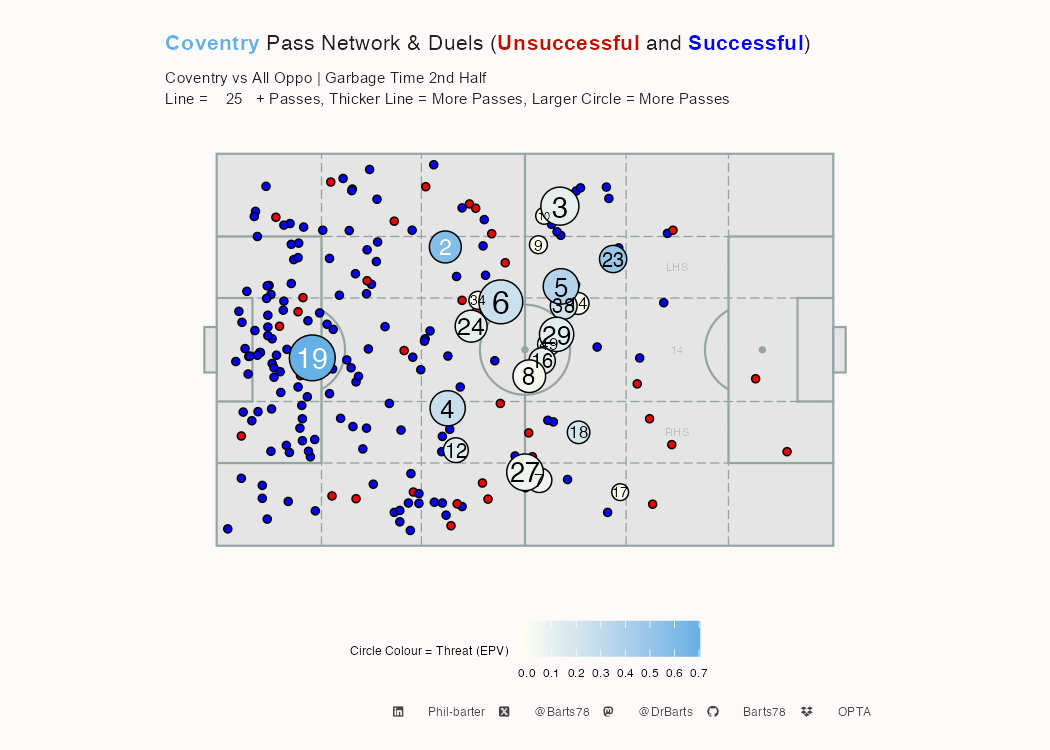 Coventry Pass Network & Duels (Unsuccessful and Successful)
Coventry vs All Oppo | Garbage Time 2nd Half
Line = 25 + Passes, Thicker Line = More Passes, Larger Circle = More Passes
3
10
9
2
23
LHS
5
34
6
38
24
29
49
14
16
19
8
4
18
RHS
12
27
7
17
Circle Colour = Threat (EPV)
0.0 0.1 0.2 0.3 0.4 0.5 0.6 0.7
Phil-barter @Barts78 @DrBarts Barts78 OPTA